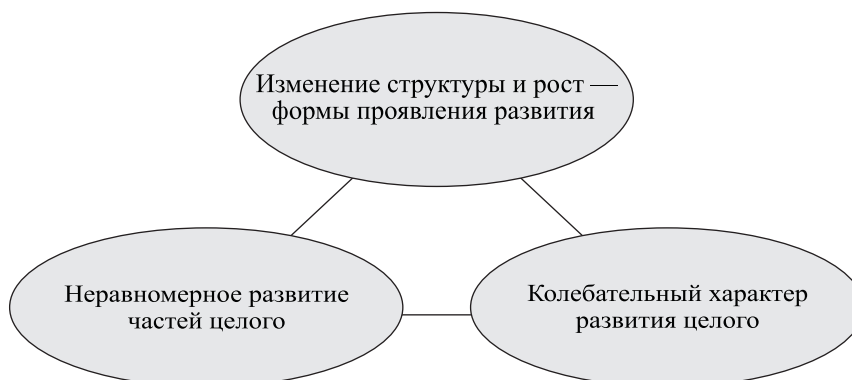 Изменение структуры и рост —
формы проявления развития
Неравномерное развитие
частей целого
Колебательный характер
развития целого